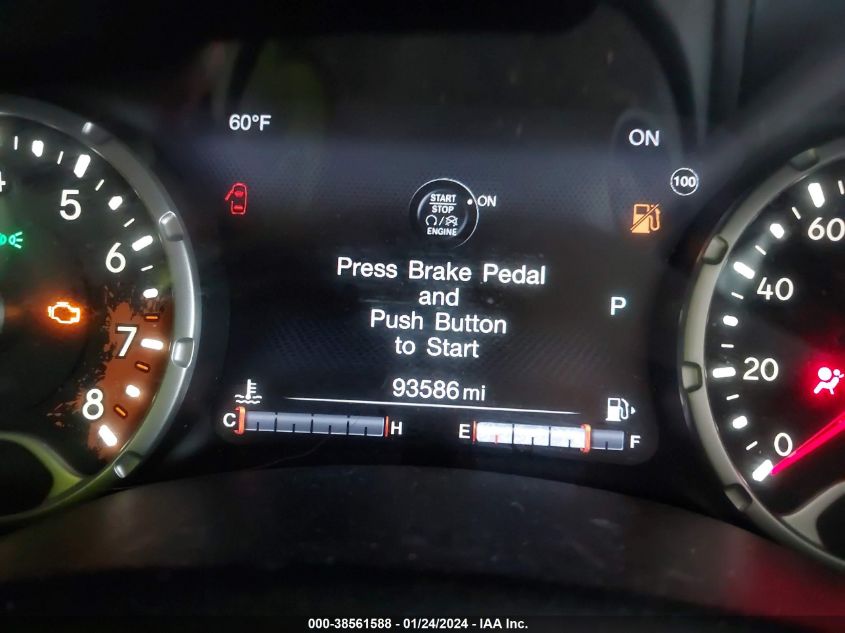 60°F
ON
100
4
5
6
7
8
START
STOP
ENGINE
ON
Press Brake Pedal
and
Push Button
to Start
P
93586 mi
C H
E F
60
40
20
0
000-38561588 - 01/24/2024 - IAA Inc.